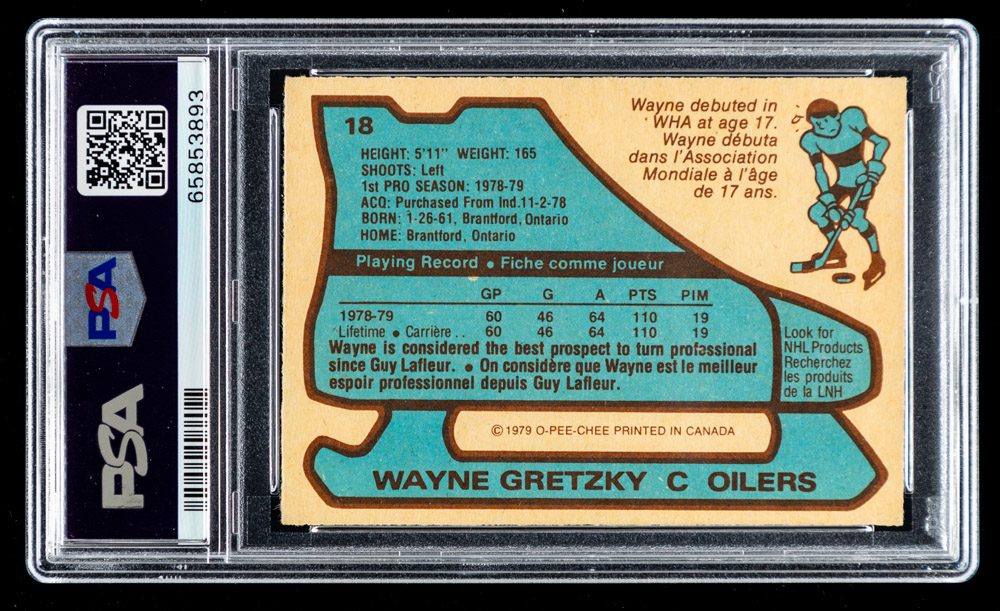 65853893
PSA
PSA
18
HEIGHT: 5'11" WEIGHT: 165
SHOOTS: Left
1st PRO SEASON: 1978-79
ACQ: Purchased From Ind.11-2-78
BORN: 1-26-61, Brantford, Ontario
HOME: Brantford, Ontario
Wayne debuted in
WHA at age 17.
Wayne débuta
dans l'Association
Mondiale à l'âge
de 17 ans.
Playing Record • Fiche comme joueur
GP G A PTS PIM
1978-79 60 46 64 110 19
Lifetime • Carrière.. 60 46 64 110 19
Wayne is considered the best prospect to turn professional
since Guy Lafleur. • On considère que Wayne est le meilleur
espoir professionnel depuis Guy Lafleur.
Look for
NHL Products
Recherchez
les produits
de la LNH
© 1979 O-PEE-CHEE PRINTED IN CANADA
WAYNE GRETZKY C OILERS